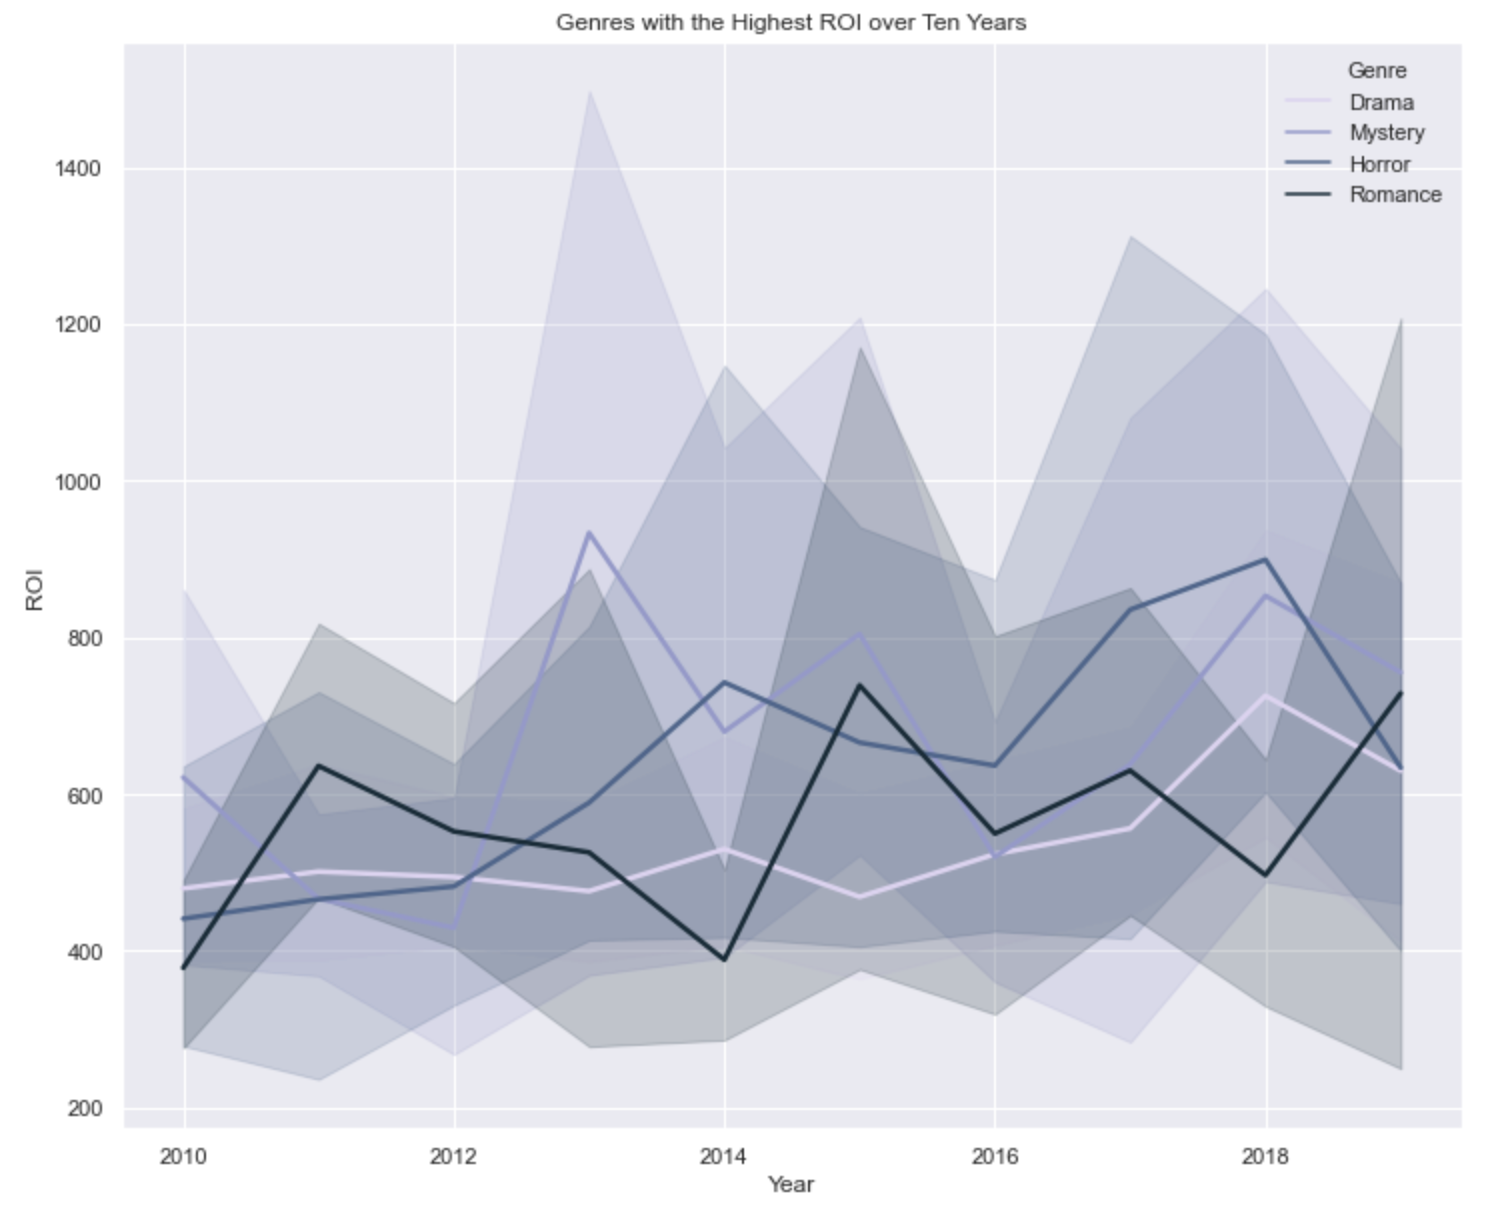 Genres with the Highest ROI over Ten Years
Genre
Drama
Mystery
Horror
Romance
1400
1200
1000
800
600
400
200
ROI
2010 2012 2014 2016 2018
Year